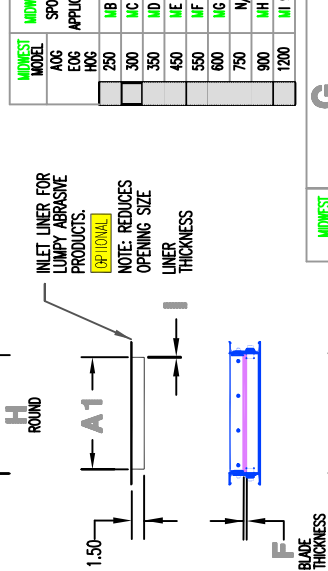 MIDWEST
MODEL
AOG
EOG
HOG
250
300
350
450
550
600
750
900
1200
SPO
APPLIC
MB
MC
MD
ME
MF
MG
MH
INLET LINER FOR
LUMPY ABRASIVE
PRODUCTS.
OPTIONAL
NOTE: REDUCES
OPENING SIZE
LINER
THICKNESS
I
H
ROUND
A1
1.50
F
BLADE
THICKNESS
MIDWEST
G